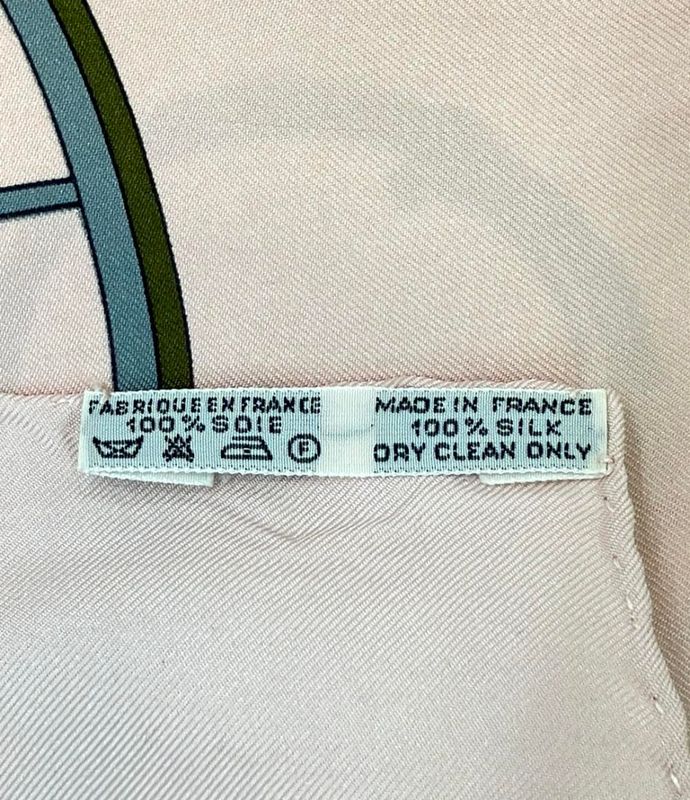 FABRIQUE EN FRANCE
100% SOIE
F
MADE IN FRANCE
100% SILK
DRY CLEAN ONLY